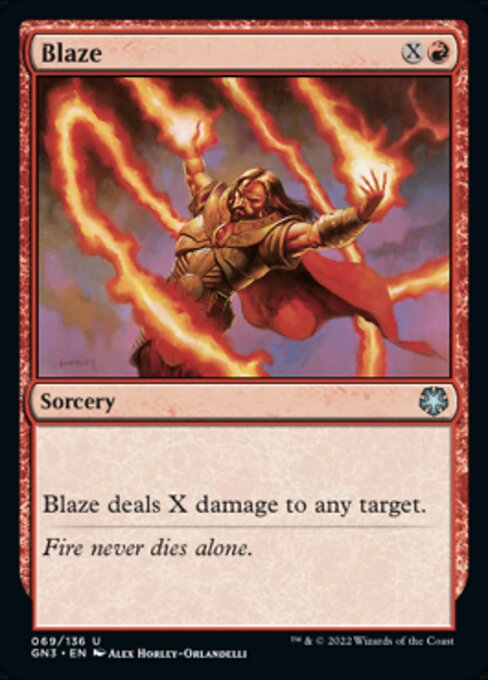 Blaze X
Sorcery
Blaze deals X damage to any target.
Fire never dies alone.
069/136 U ™ & © 2022 Wizards of the Coast
GN3 • EN Alex Horley-Orlandelli